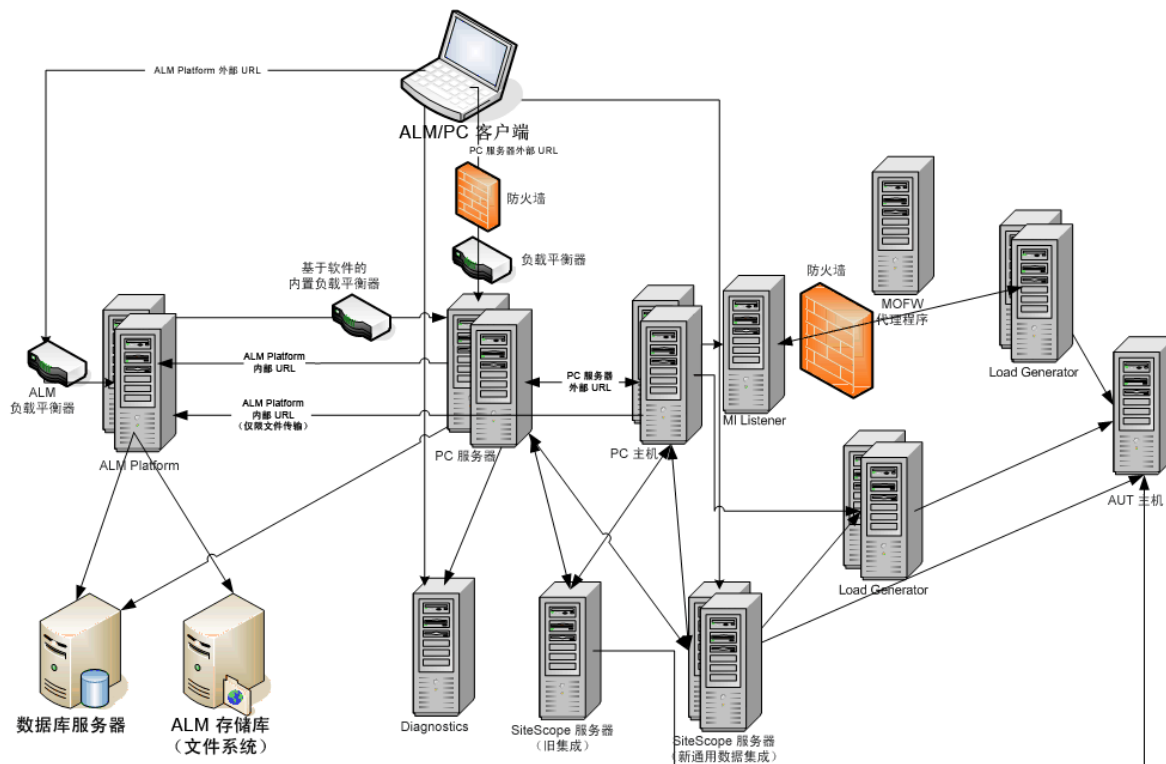 ALM Platform 外部 URL
ALM/PC 客户端
PC 服务器外部 URL
防火墙
负载平衡器
基于软件的
内置负载平衡器
防火墙
MOFW
代理程序
Load Generator
ALM
负载平衡器
ALM Platform
内部 URL
ALM Platform
内部 URL
（仅限文件传输）
PC 服务器
外部 URL
ALM Platform
PC 服务器
PC 主机
MI Listener
AUT 主机
Load Generator
数据库服务器
ALM 存储库
（文件系统）
Diagnostics
SiteScope 服务器
（旧集成）
SiteScope 服务器
（新通用数据集成）